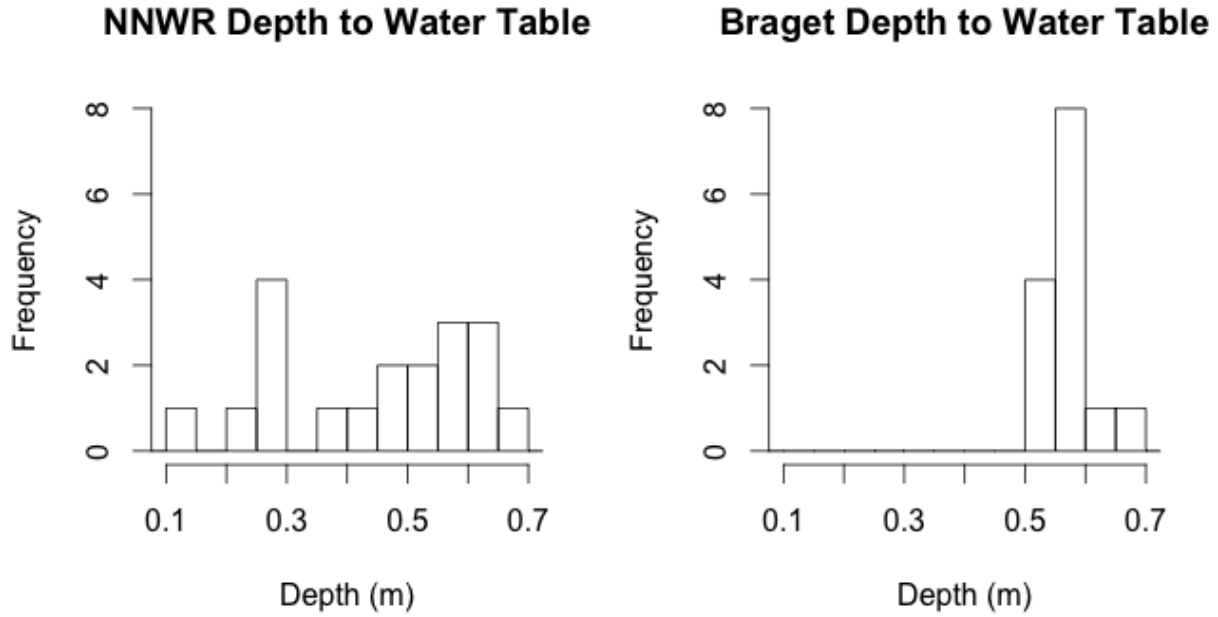 NNWR Depth to Water Table
8
6
4
2
0
Frequency
0.1 0.3 0.5 0.7
Depth (m)
Braget Depth to Water Table
8
6
4
2
0
Frequency
0.1 0.3 0.5 0.7
Depth (m)